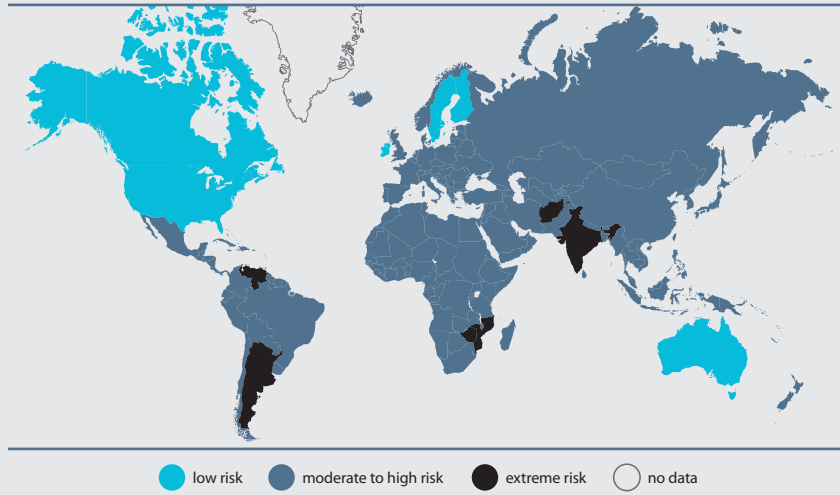 low risk moderate to high risk extreme risk no data